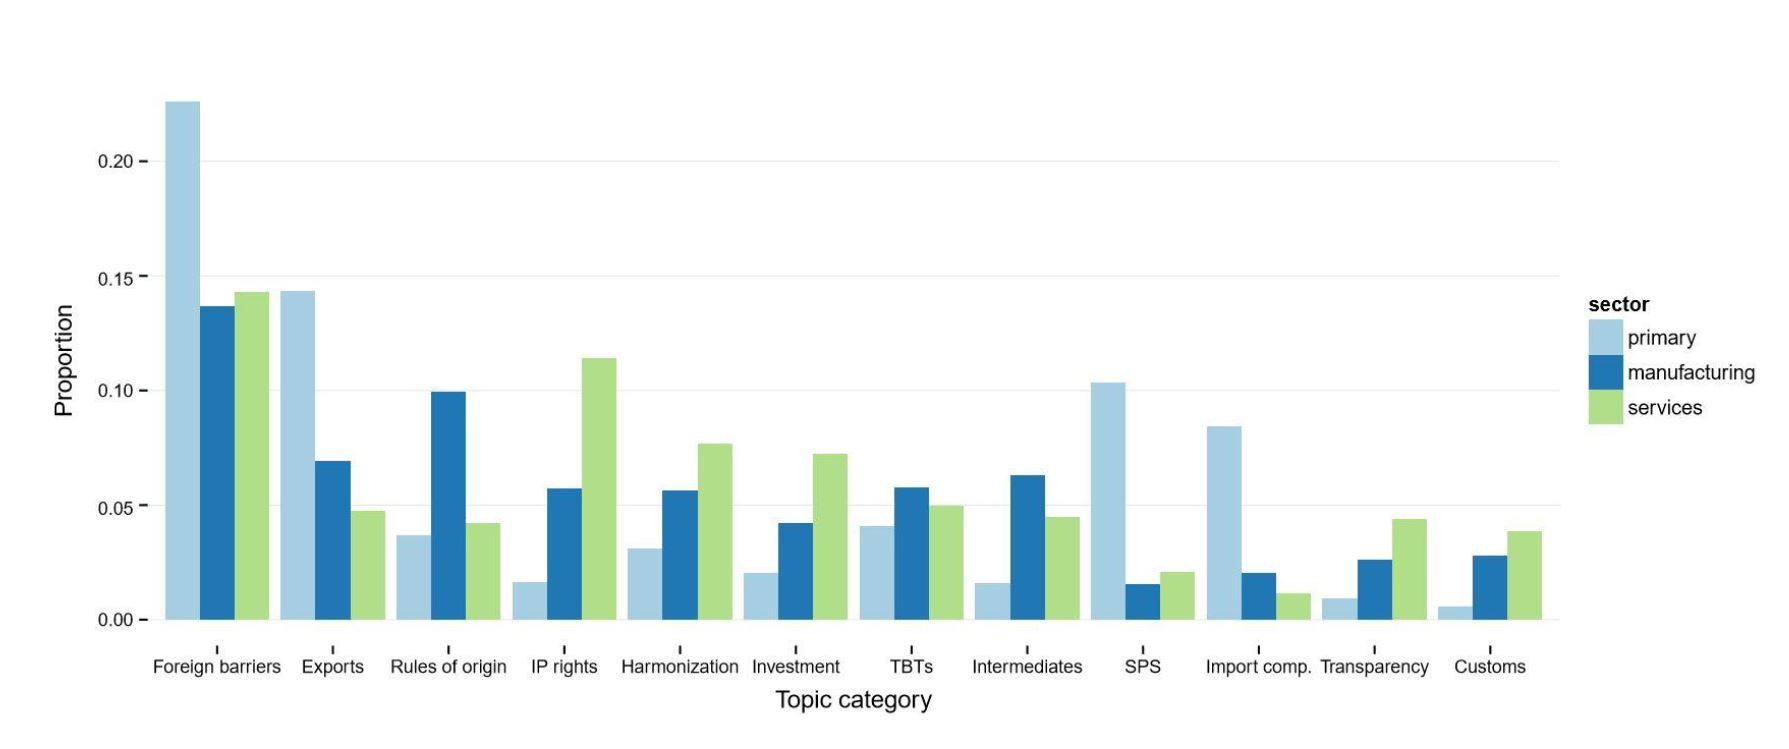 0.20
0.15
0.10
0.05
0.00
Proportion
Foreign barriers Exports Rules of origin IP rights Harmonization Investment TBTs Intermediates SPS Import comp. Transparency Customs
Topic category
sector
primary
manufacturing
services